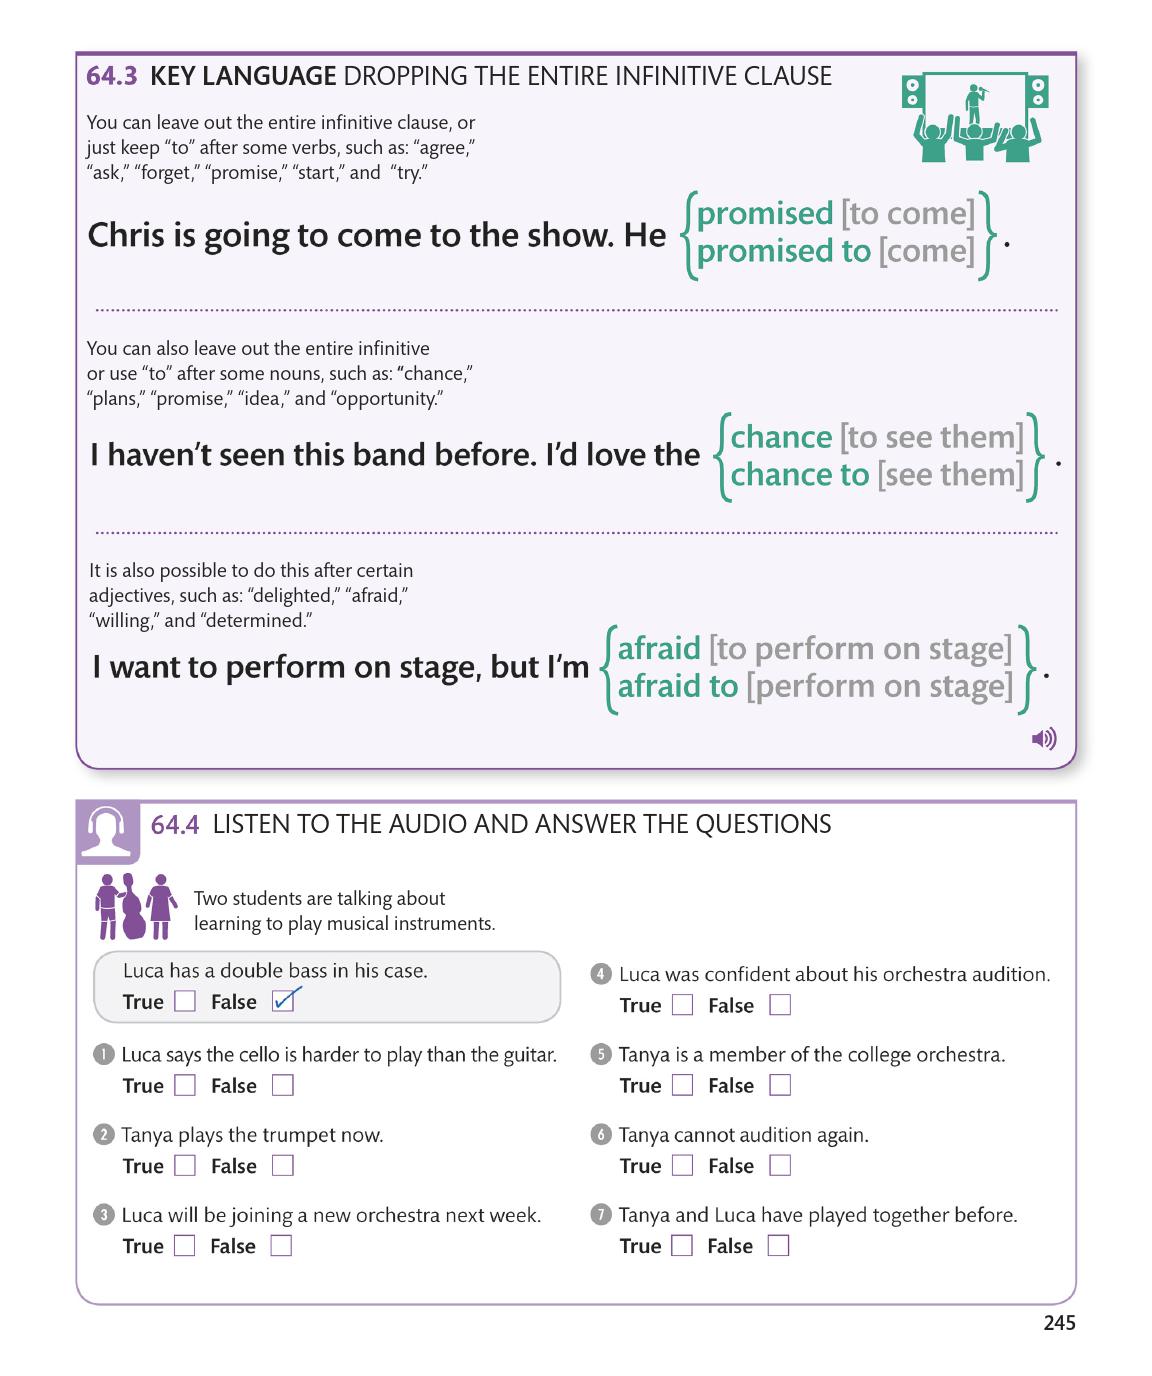 64.3 KEY LANGUAGE DROPPING THE ENTIRE INFINITIVE CLAUSE
You can leave out the entire infinitive clause, or
just keep “to” after some verbs, such as: “agree,”
“ask,” “forget,” “promise,” “start,” and “try.”
Chris is going to come to the show. He
promised [to come]
promised to [come]
.
You can also leave out the entire infinitive
or use “to” after some nouns, such as: “chance,”
“plans,” “promise,” “idea,” and “opportunity.”
I haven’t seen this band before. I’d love the
chance [to see them]
chance to [see them]
.
It is also possible to do this after certain
adjectives, such as: “delighted,” “afraid,”
“willing,” and “determined.”
I want to perform on stage, but I’m
afraid [to perform on stage]
afraid to [perform on stage]
.
64.4 LISTEN TO THE AUDIO AND ANSWER THE QUESTIONS
Two students are talking about
learning to play musical instruments.
Luca has a double bass in his case.
True False
1 Luca says the cello is harder to play than the guitar.
True False
2 Tanya plays the trumpet now.
True False
3 Luca will be joining a new orchestra next week.
True False
4 Luca was confident about his orchestra audition.
True False
5 Tanya is a member of the college orchestra.
True False
6 Tanya cannot audition again.
True False
7 Tanya and Luca have played together before.
True False
245